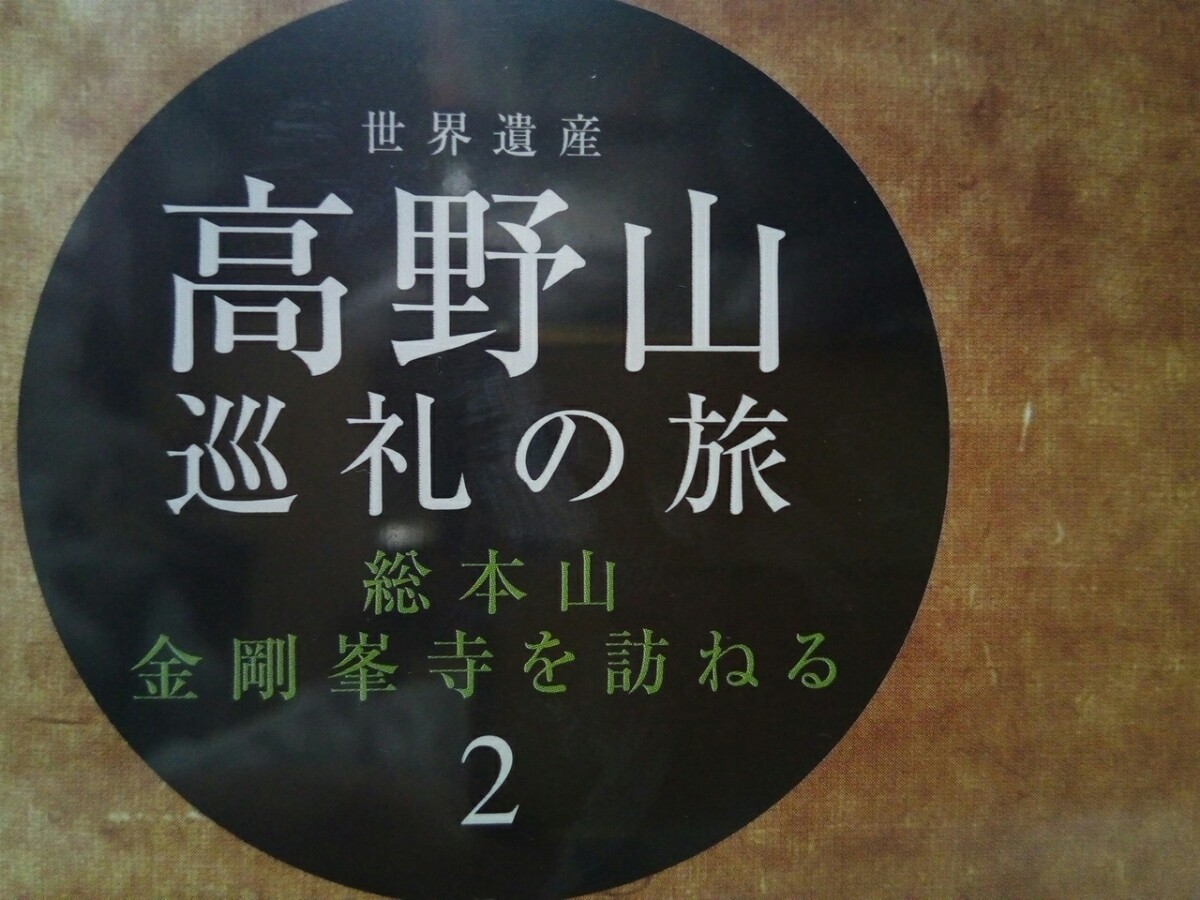 世界遺産
高野山
巡礼の旅
総本山
金剛峯寺を訪ねる
2